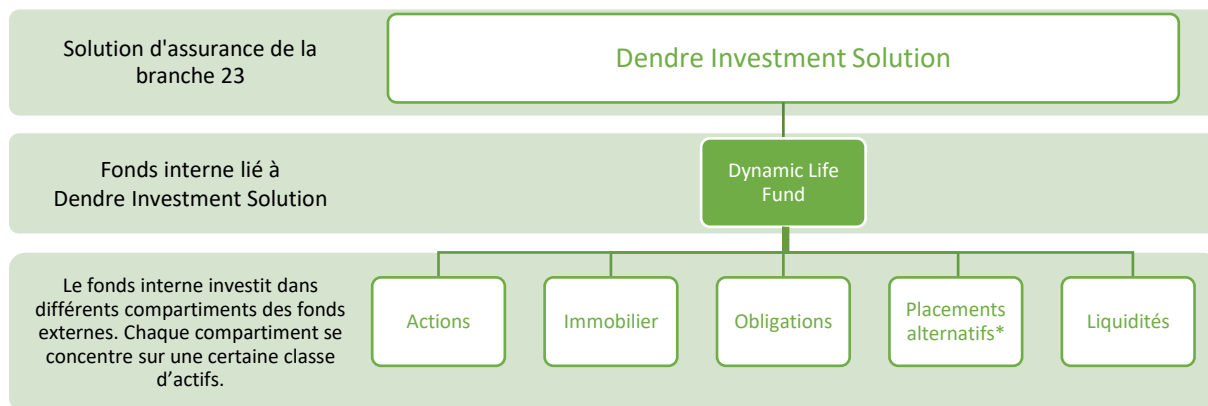 Solution d'assurance de la
branche 23
Dendre Investment Solution
Fonds interne lié à
Dendre Investment Solution
Dynamic Life
Fund
Le fonds interne investit dans
différents compartiments des fonds
externes. Chaque compartiment se
concentre sur une certaine classe
d’actifs.
Actions
Immobilier
Obligations
Placements
alternatifs*
Liquidités